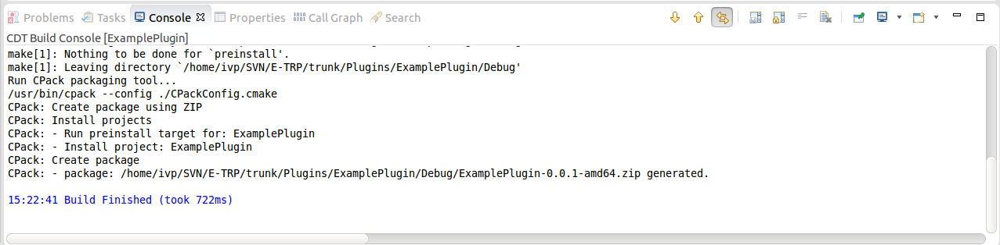 Problems Tasks Console Properties Call Graph Search
CDT Build Console [ExamplePlugin]
make[1]: Nothing to be done for `preinstall'.
make[1]: Leaving directory `/home/ivp/SVN/E-TRP/trunk/Plugins/ExamplePlugin/Debug'
Run CPack packaging tool...
/usr/bin/cpack --config ./CPackConfig.cmake
CPack: Create package using ZIP
CPack: Install projects
CPack: - Run preinstall target for: ExamplePlugin
CPack: - Install project: ExamplePlugin
CPack: Create package
CPack: - package: /home/ivp/SVN/E-TRP/trunk/Plugins/ExamplePlugin/Debug/ExamplePlugin-0.0.1-amd64.zip generated.
15:22:41 Build Finished (took 722ms)